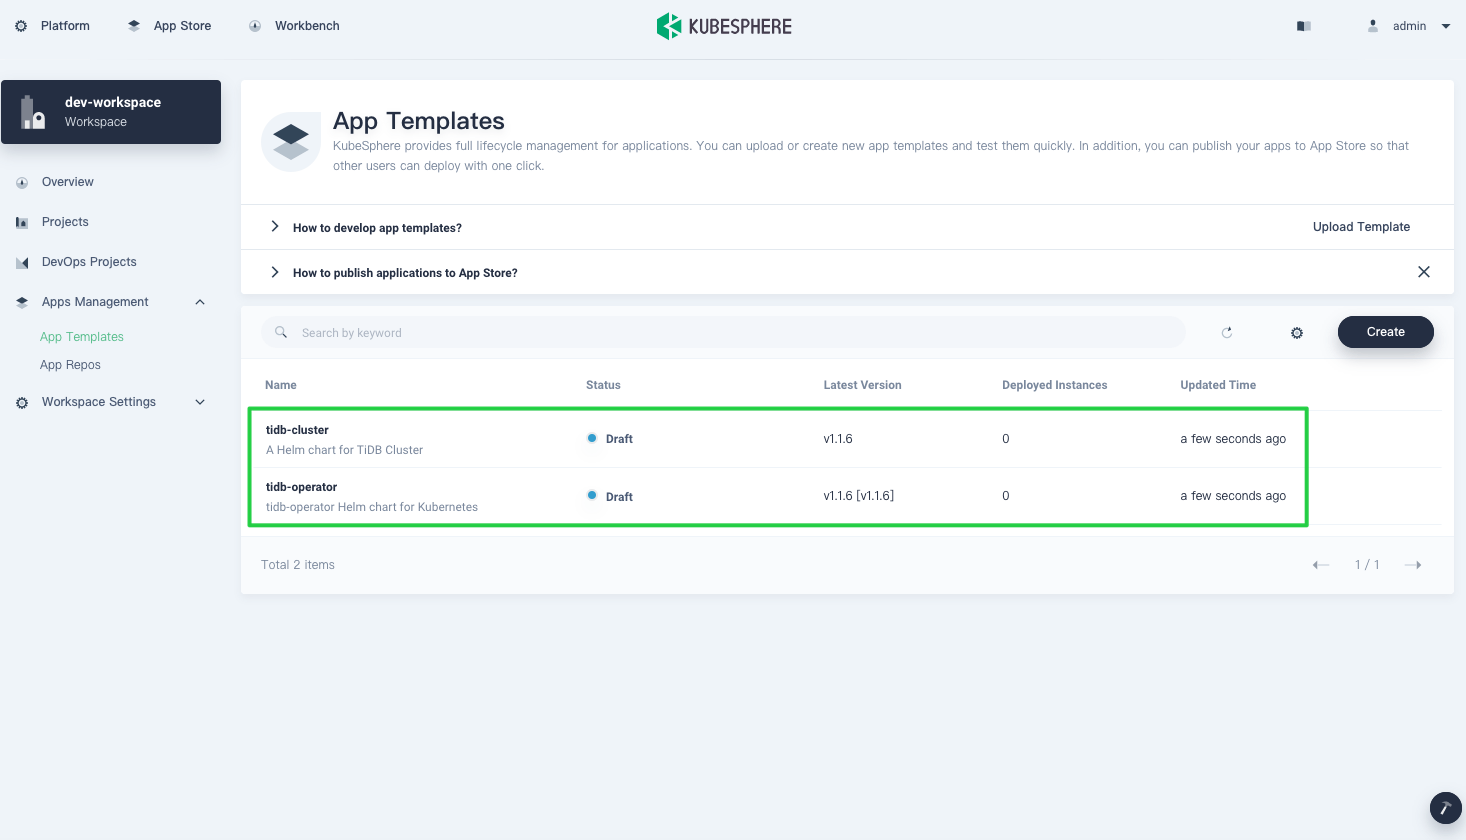 Platform
App Store
Workbench
KUBESPHERE
admin
dev-workspace
Workspace
Overview
Projects
DevOps Projects
Apps Management
App Templates
App Repos
Workspace Settings
App Templates
KubeSphere provides full lifecycle management for applications. You can upload or create new app templates and test them quickly. In addition, you can publish your apps to App Store so that
other users can deploy with one click.
How to develop app templates?
Upload Template
How to publish applications to App Store?
Search by keyword
Create
Name Status Latest Version Deployed Instances Updated Time
tidb-cluster
A Helm chart for TiDB Cluster
Draft v1.1.6 0 a few seconds ago
tidb-operator
tidb-operator Helm chart for Kubernetes
Draft v1.1.6 [v1.1.6] 0 a few seconds ago
Total 2 items
1 / 1